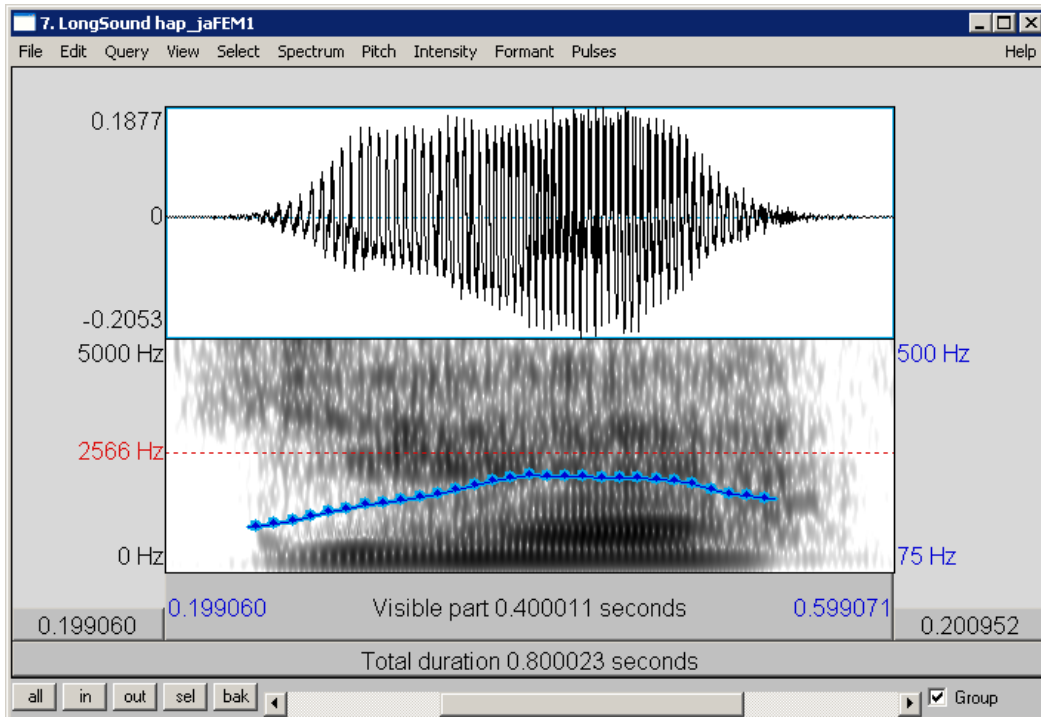 7. LongSound hap_jaFEM1
File Edit Query View Select Spectrum Pitch Intensity Formant Pulses Help
0.1877
0
-0.2053
5000 Hz 500 Hz
2566 Hz
0 Hz 75 Hz
0.199060 Visible part 0.400011 seconds 0.599071
0.199060 0.200952
Total duration 0.800023 seconds
all in out sel bak Group